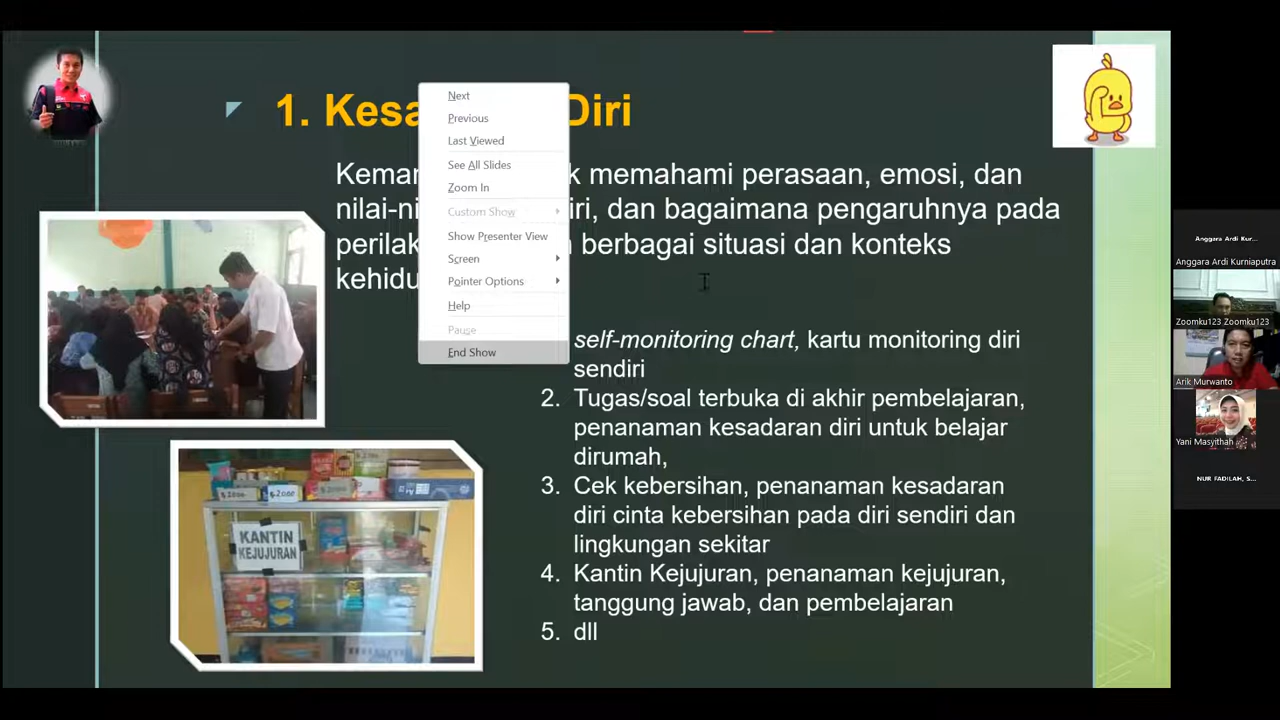 1. Kesa Diri
Kemar k memahami perasaan, emosi, dan
nilai-ni iri, dan bagaimana pengaruhnya pada
perilak berbagai situasi dan konteks
kehidu
Next
Previous
Last Viewed
See All Slides
Zoom In
Custom Show
Show Presenter View
Screen
Pointer Options
Help
Pause
End Show
self-monitoring chart, kartu monitoring diri
sendiri
2. Tugas/soal terbuka di akhir pembelajaran,
penanaman kesadaran diri untuk belajar
dirumah,
3. Cek kebersihan, penanaman kesadaran
diri cinta kebersihan pada diri sendiri dan
lingkungan sekitar
4. Kantin Kejujuran, penanaman kejujuran,
tanggung jawab, dan pembelajaran
5. dll
KANTIN
KEJUJURAN
Anggara Ardi Kur...
Anggara Ardi Kurniaputra
Zoomku123 Zoomku123
Arik Murwanto
Yani Masyithah
NUR FADILAH, S...